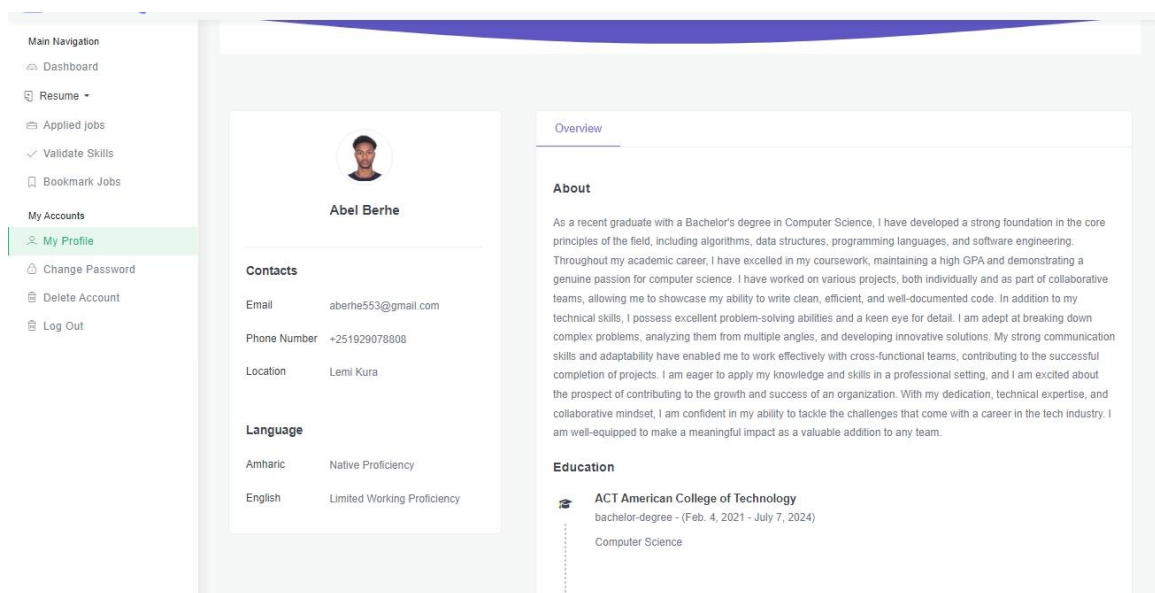 Main Navigation
Dashboard
Resume
Applied jobs
Validate Skills
Bookmark Jobs
My Accounts
My Profile
Change Password
Delete Account
Log Out
Abel Berhe
Contacts
Email aberhe553@gmail.com
Phone Number +251929078808
Location Lemi Kura
Language
Amharic Native Proficiency
English Limited Working Proficiency
Overview
About
As a recent graduate with a Bachelor's degree in Computer Science, I have developed a strong foundation in the core
principles of the field, including algorithms, data structures, programming languages, and software engineering.
Throughout my academic career, I have excelled in my coursework, maintaining a high GPA and demonstrating a
genuine passion for computer science. I have worked on various projects, both individually and as part of collaborative
teams, allowing me to showcase my ability to write clean, efficient, and well-documented code. In addition to my
technical skills, I possess excellent problem-solving abilities and a keen eye for detail. I am adept at breaking down
complex problems, analyzing them from multiple angles, and developing innovative solutions. My strong communication
skills and adaptability have enabled me to work effectively with cross-functional teams, contributing to the successful
completion of projects. I am eager to apply my knowledge and skills in a professional setting, and I am excited about
the prospect of contributing to the growth and success of an organization. With my dedication, technical expertise, and
collaborative mindset, I am confident in my ability to tackle the challenges that come with a career in the tech industry. I
am well-equipped to make a meaningful impact as a valuable addition to any team.
Education
ACT American College of Technology
bachelor-degree - (Feb. 4, 2021 - July 7, 2024)
Computer Science